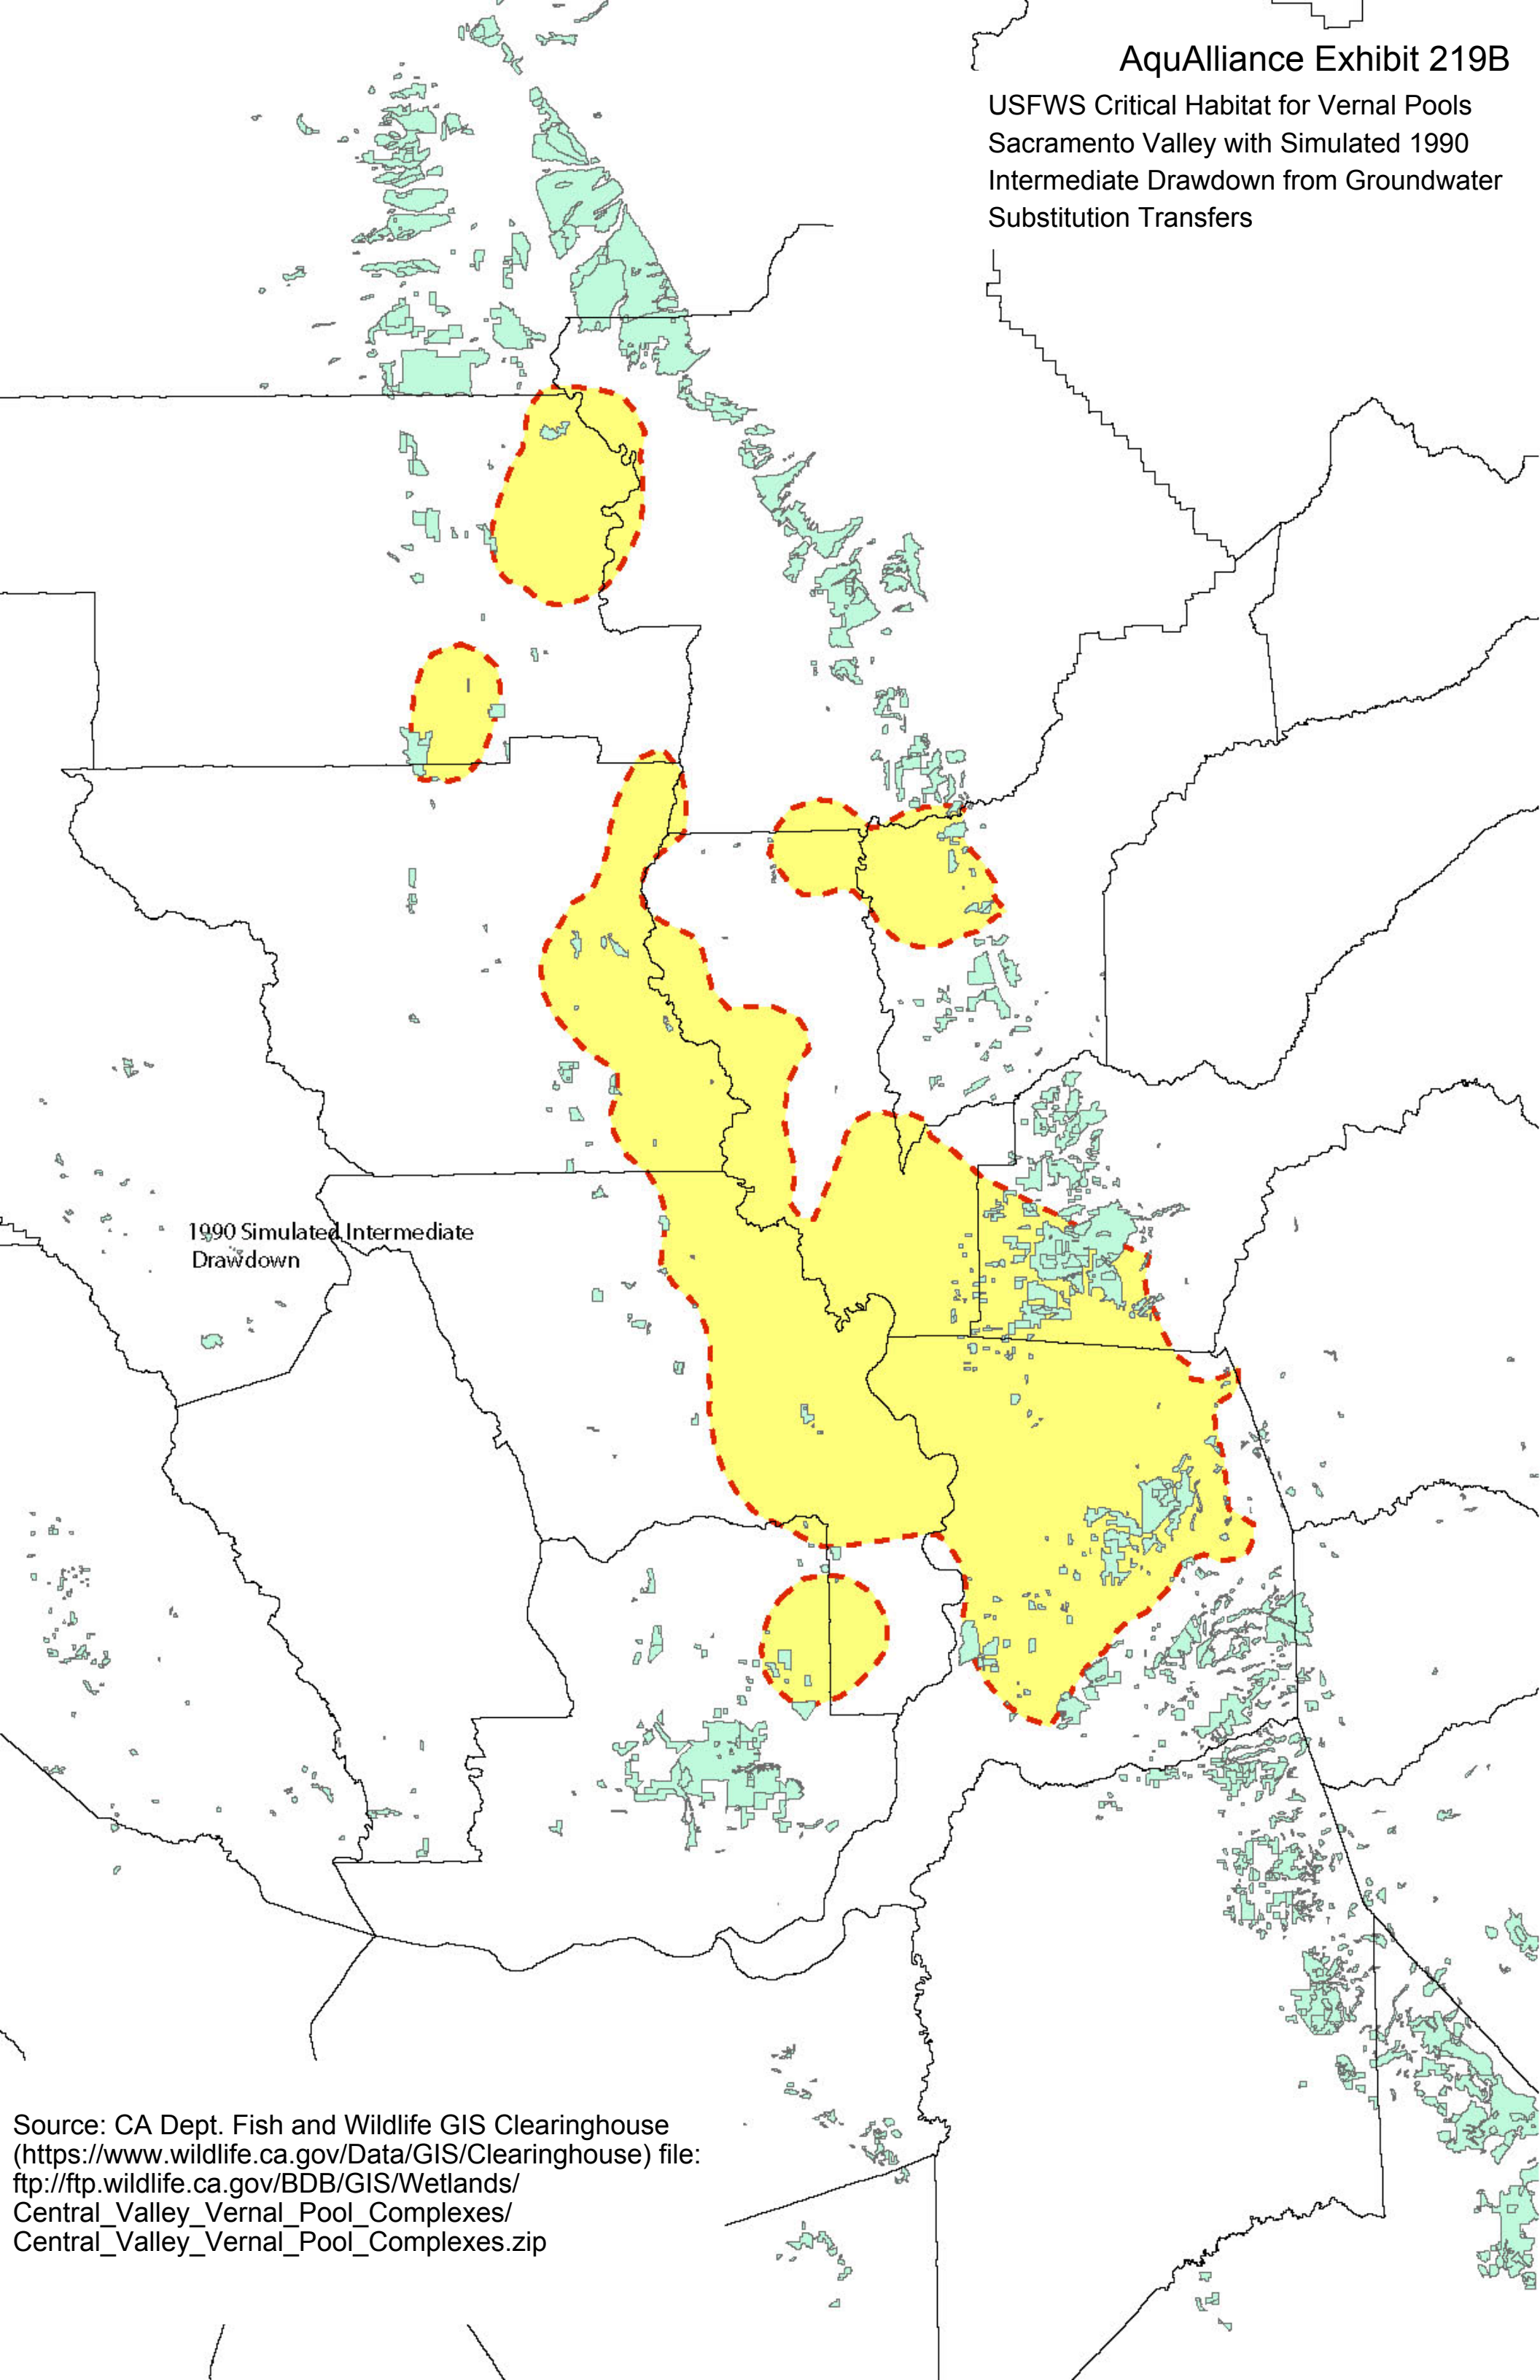 AquAlliance Exhibit 219B
USFWS Critical Habitat for Vernal Pools
Sacramento Valley with Simulated 1990
Intermediate Drawdown from Groundwater
Substitution Transfers
1990 Simulated Intermediate
Drawdown
Source: CA Dept. Fish and Wildlife GIS Clearinghouse
(https://www.wildlife.ca.gov/Data/GIS/Clearinghouse) file:
ftp://ftp.wildlife.ca.gov/BDB/GIS/Wetlands/
Central_Valley_Vernal_Pool_Complexes/
Central_Valley_Vernal_Pool_Complexes.zip